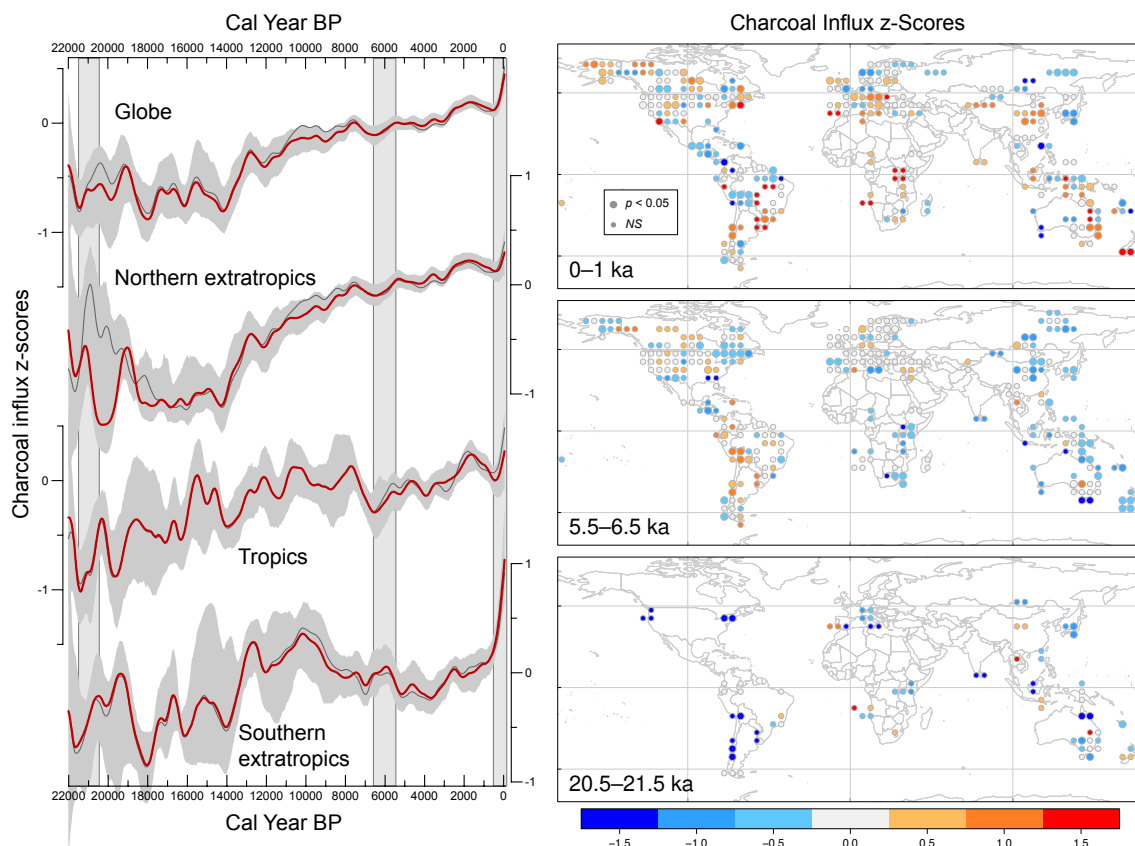 Cal Year BP
22000 20000 18000 16000 14000 12000 10000 8000 6000 4000 2000 0
Globe
Northern extratropics
Tropics
Southern
extratropics
Charcoal influx z-scores
0
-1
0
-1
1
0
-1
1
0
-1
22000 20000 18000 16000 14000 12000 10000 8000 6000 4000 2000 0
Cal Year BP
Charcoal Influx z-Scores
p < 0.05
NS
0–1 ka
5.5–6.5 ka
20.5–21.5 ka
−1.5 −1.0 −0.5 0.0 0.5 1.0 1.5